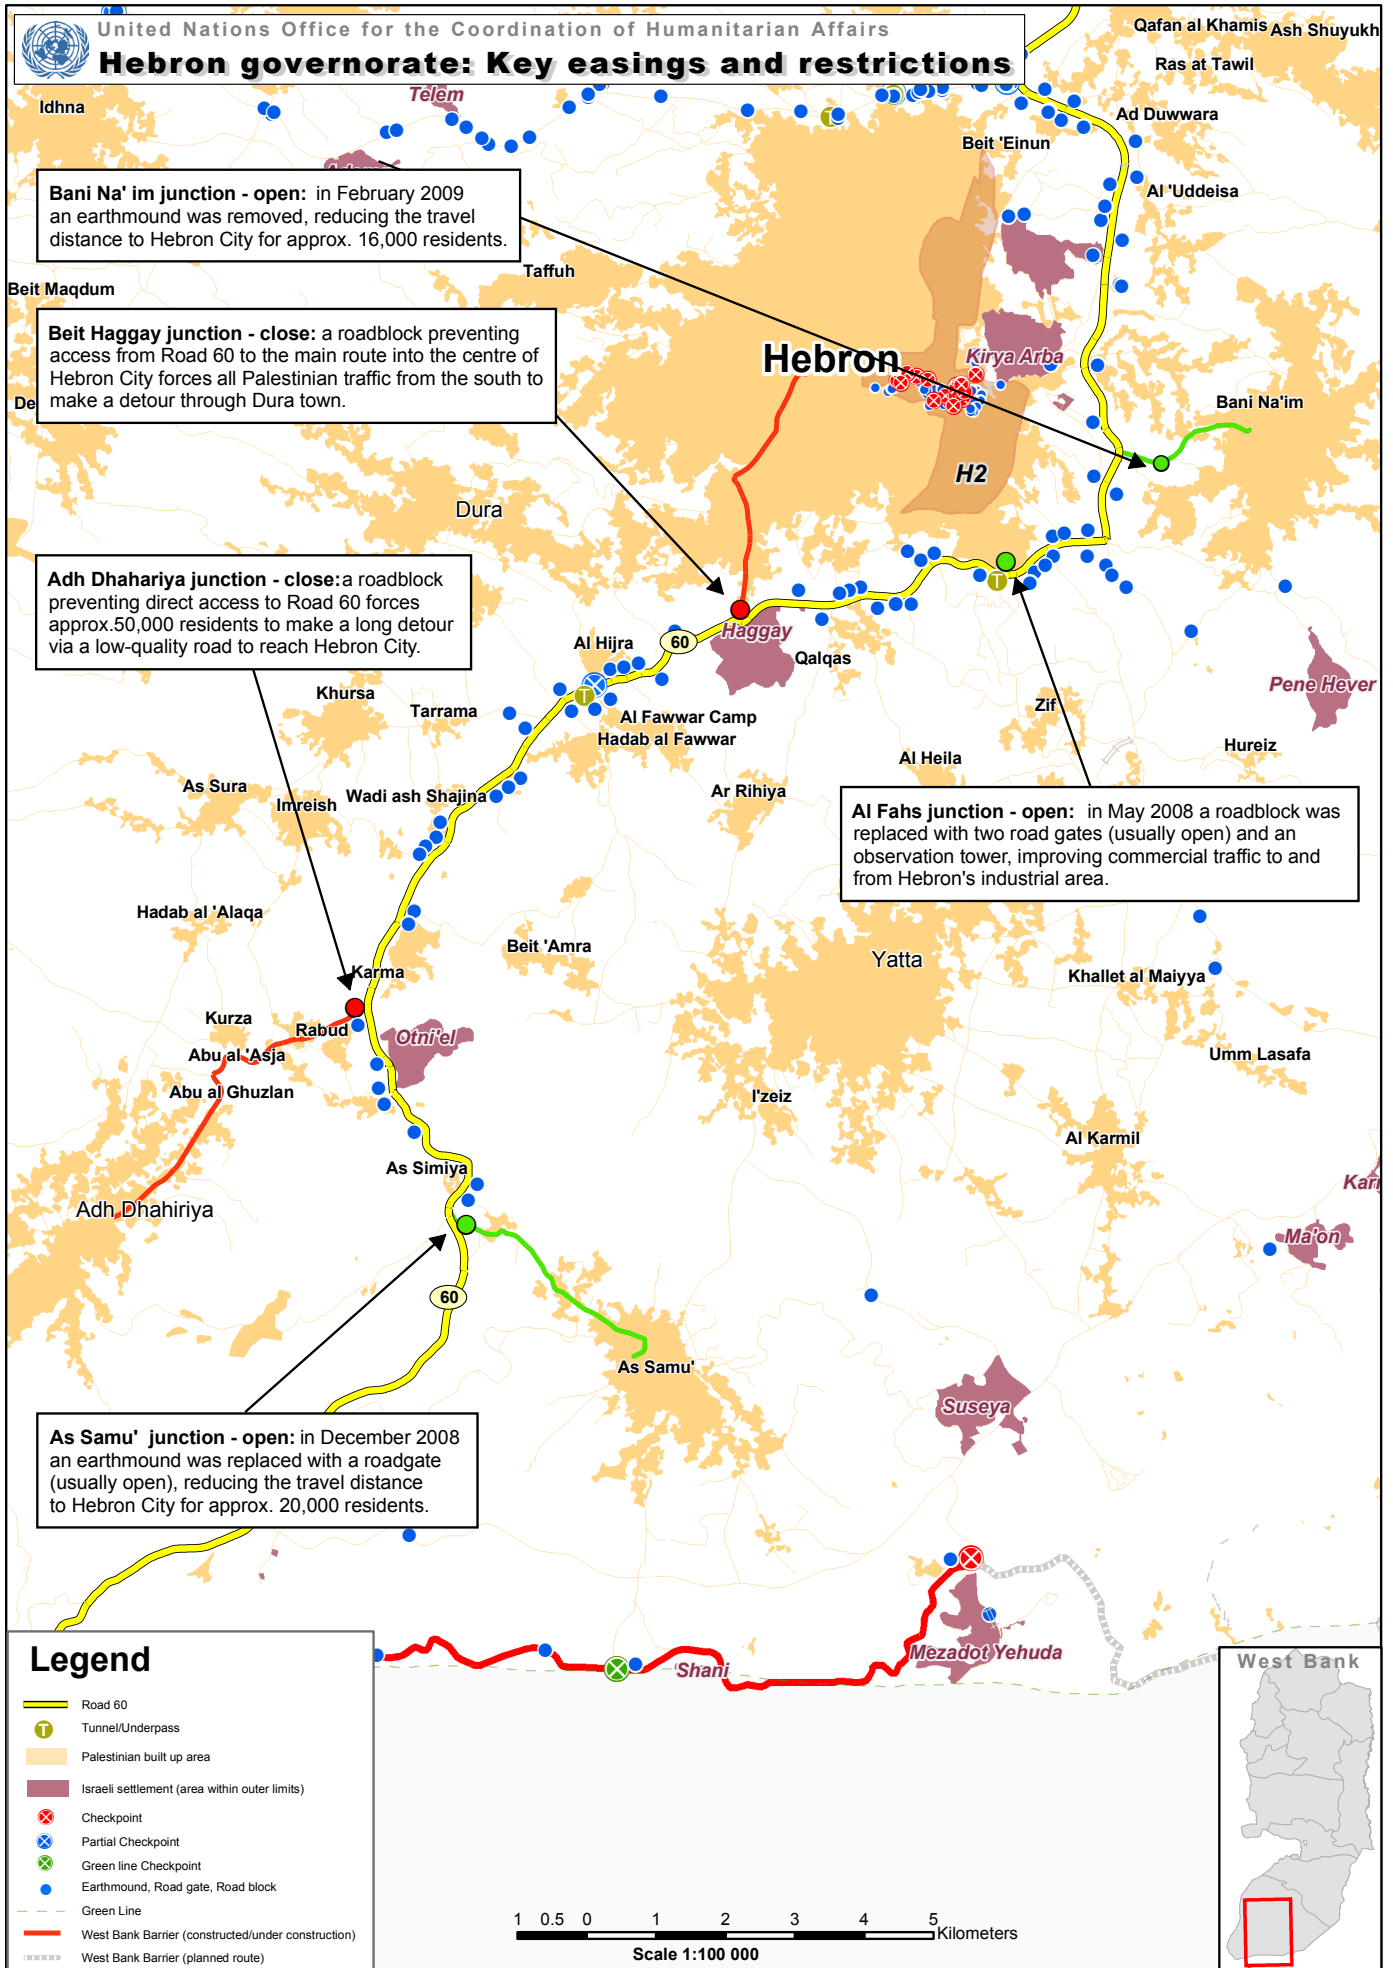 United Nations Office for the Coordination of Humanitarian Affairs
Hebron governorate: Key easings and restrictions
Qafan al Khamis
Ash Shuyukh
Ras at Tawil
Idhna
Telem
Ad Duwwara
Beit 'Einun
Al 'Uddeisa
Bani Na' im junction - open: in February 2009
an earthmound was removed, reducing the travel
distance to Hebron City for approx. 16,000 residents.
Taffuh
Beit Maqdum
Beit Haggay junction - close: a roadblock preventing
access from Road 60 to the main route into the centre of
Hebron City forces all Palestinian traffic from the south to
make a detour through Dura town.
Hebron
Kirya Arba
De
Bani Na'im
H2
Dura
Adh Dhahariya junction - close: a roadblock
preventing direct access to Road 60 forces
approx.50,000 residents to make a long detour
via a low-quality road to reach Hebron City.
T
Haggay
60
Al Hijra
Qalqas
Khursa
Tarrama
T
Al Fawwar Camp
Hadab al Fawwar
Zif
Pene Hever
Hureiz
Al Heila
As Sura
Imreish
Wadi ash Shajina
Ar Rihiya
Al Fahs junction - open: in May 2008 a roadblock was
replaced with two road gates (usually open) and an
observation tower, improving commercial traffic to and
from Hebron's industrial area.
Hadab al 'Alaqa
Beit 'Amra
Yatta
Karma
Khallet al Maiyya
Kurza
Rabud
Otni'el
Abu al 'Asja
Umm Lasafa
Abu al Ghuzlan
I'zeiz
Al Karmil
As Simiya
Kari
Adh Dhahiriya
Ma'on
60
As Samu'
Suseya
As Samu' junction - open: in December 2008
an earthmound was replaced with a roadgate
(usually open), reducing the travel distance
to Hebron City for approx. 20,000 residents.
Mezadot Yehuda
Shani
Legend
Road 60
T Tunnel/Underpass
Palestinian built up area
Israeli settlement (area within outer limits)
Checkpoint
Partial Checkpoint
Green line Checkpoint
Earthmound, Road gate, Road block
Green Line
West Bank Barrier (constructed/under construction)
West Bank Barrier (planned route)
1 0.5 0 1 2 3 4 5
Kilometers
Scale 1:100 000
West Bank